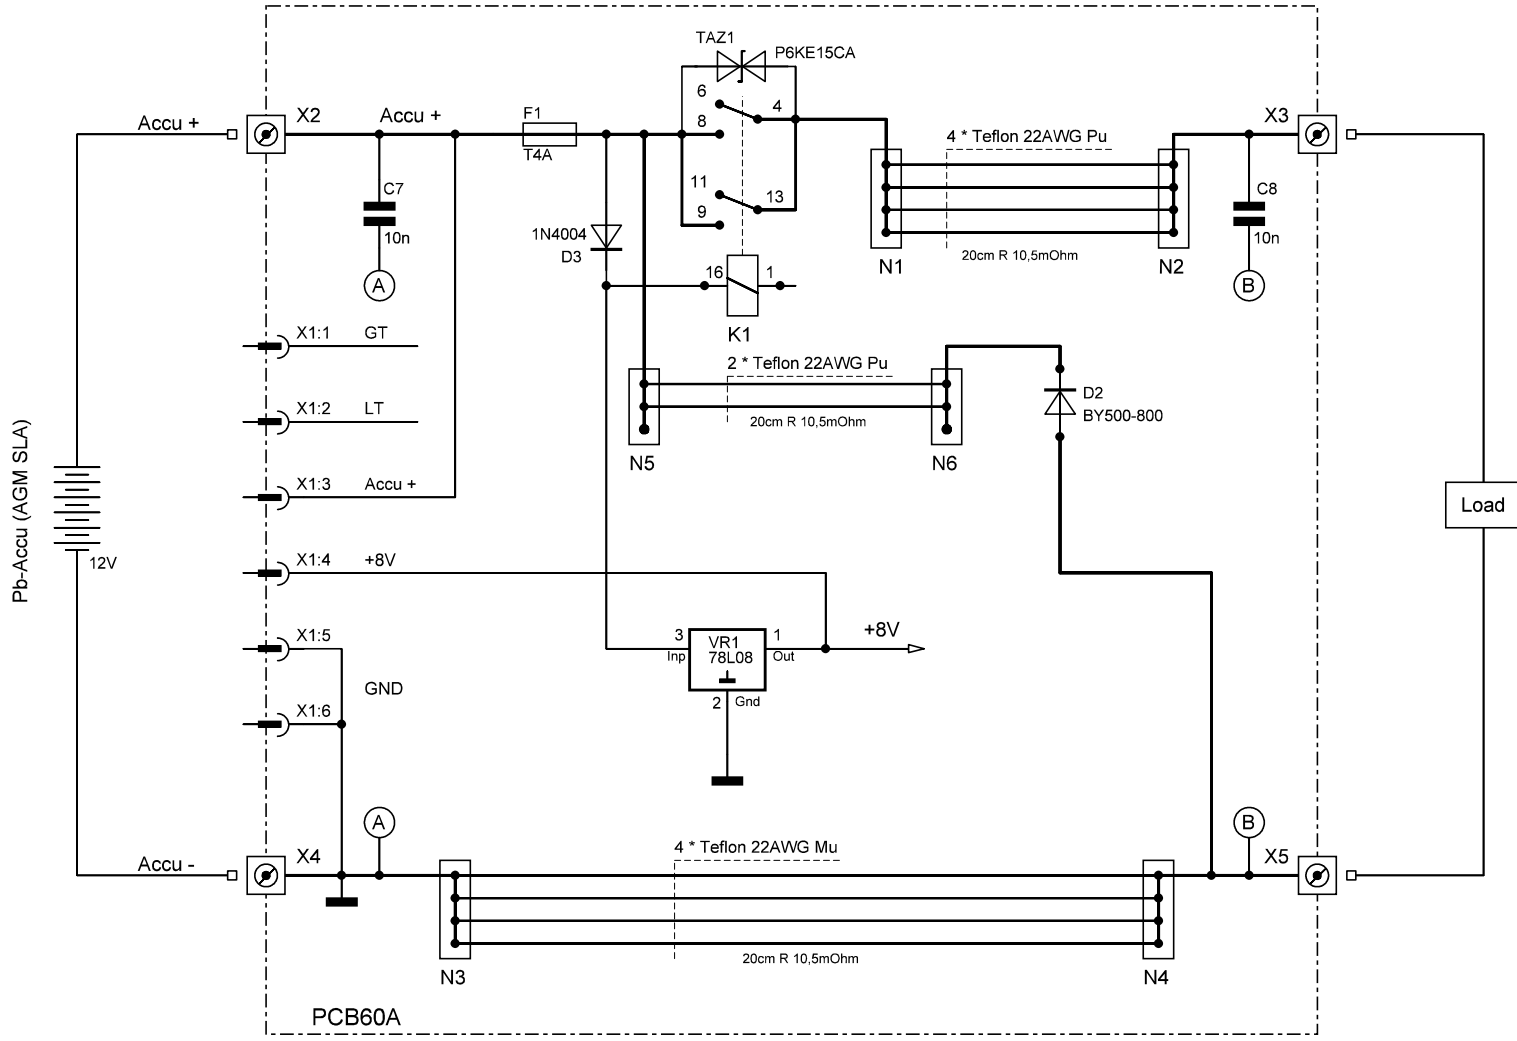 TAZ1
P6KE15CA
Accu +
X2
Accu +
F1
T4A
6
4
8
4 * Teflon 22AWG Pu
X3
C7
10n
A
11
13
9
1N4004
D3
16
1
K1
N1
20cm R 10,5mOhm
N2
C8
10n
B
X1:1
GT
X1:2
LT
2 * Teflon 22AWG Pu
20cm R 10,5mOhm
N5
N6
D2
BY500-800
X1:3
Accu +
Load
Pb-Accu (AGM SLA)
12V
X1:4
+8V
3
Inp
VR1
78L08
1
Out
+8V
2
Gnd
X1:5
GND
X1:6
Accu -
X4
A
4 * Teflon 22AWG Mu
B
X5
20cm R 10,5mOhm
N3
N4
PCB60A